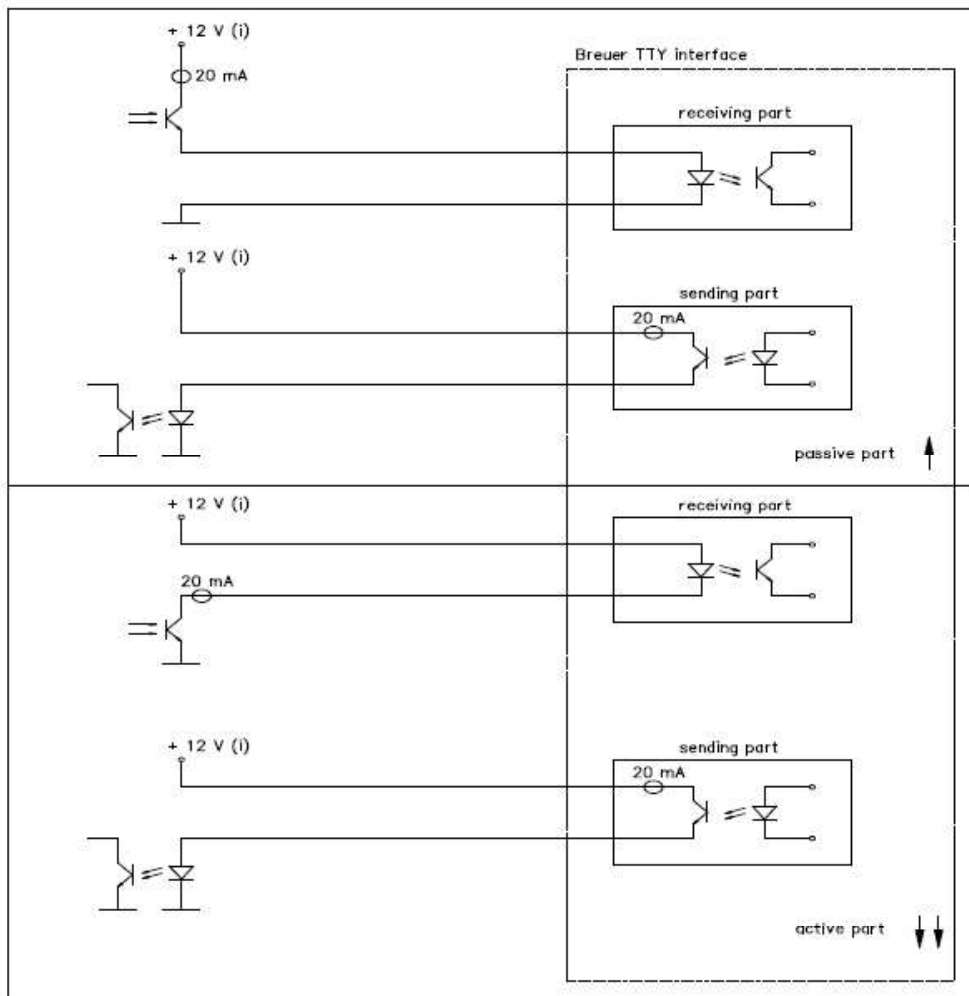 + 12 V (i)
20 mA
Breuer TTY interface
receiving part
+ 12 V (i)
sending part
20 mA
passive part
+ 12 V (i)
receiving part
20 mA
+ 12 V (i)
sending part
20 mA
active part